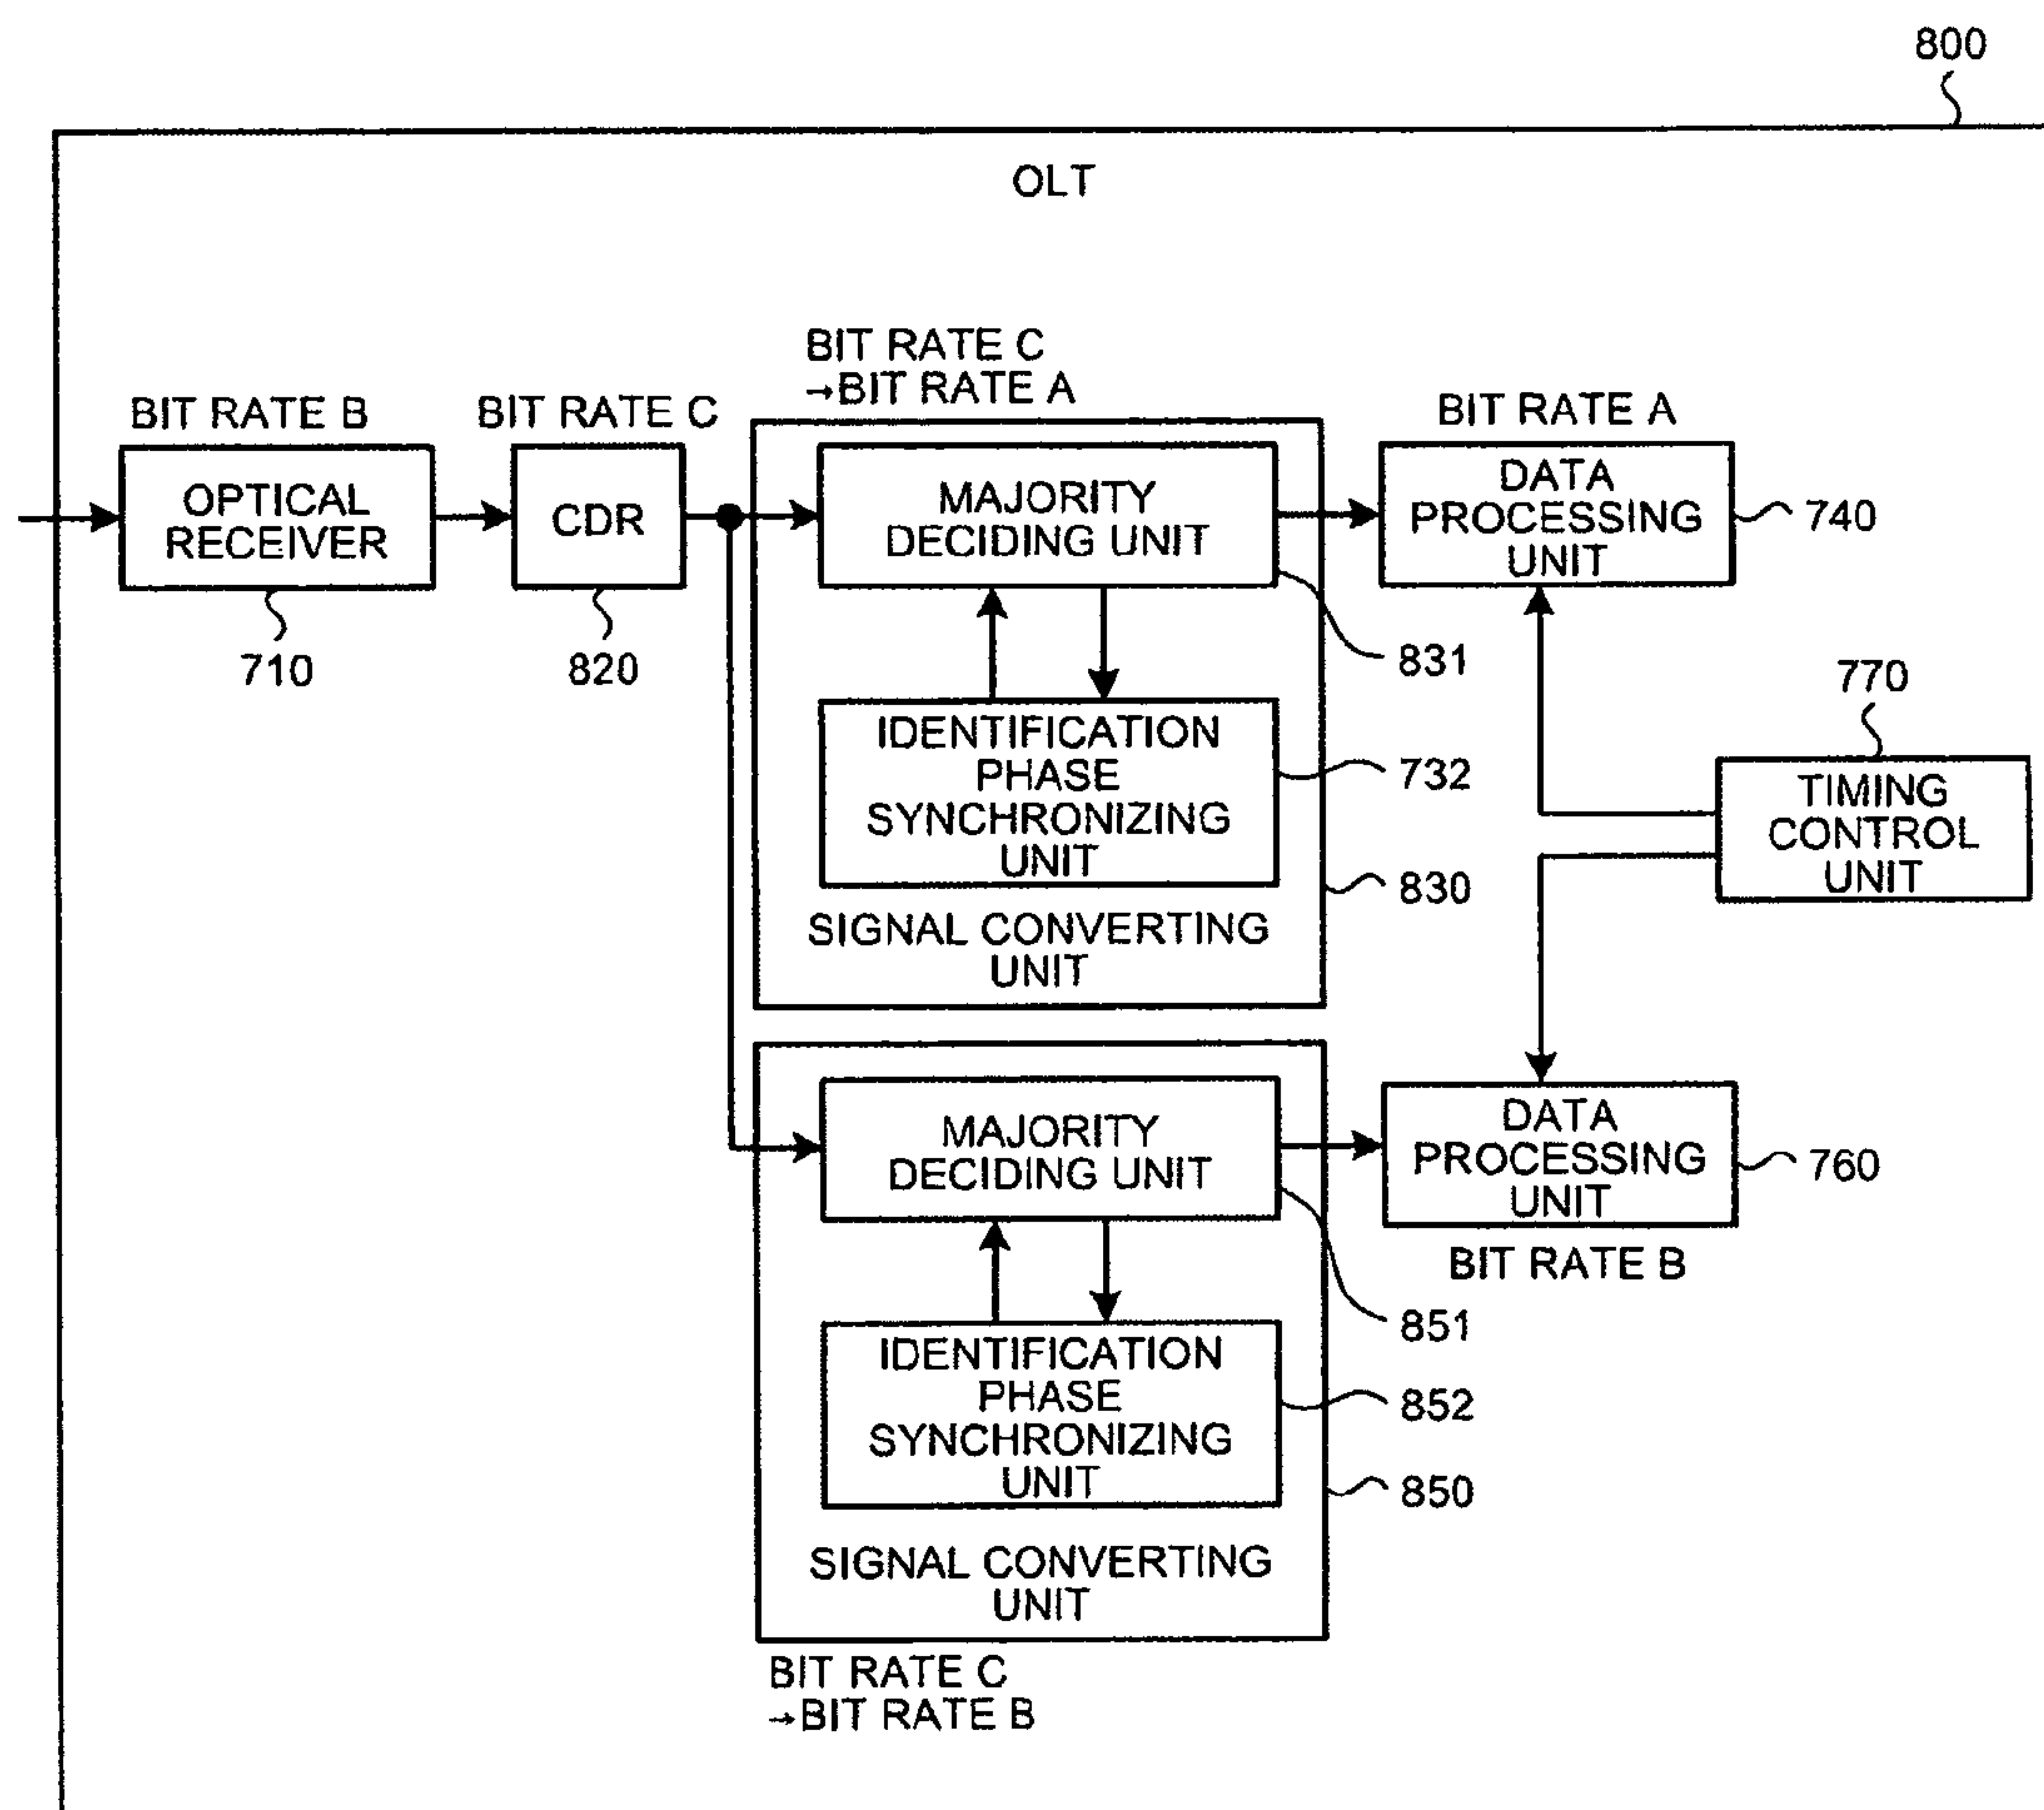 800
OLT
BIT RATE C
→BIT RATE A
BIT RATE B
BIT RATE C
BIT RATE A
OPTICAL
RECEIVER
CDR
MAJORITY
DECIDING UNIT
DATA
PROCESSING
UNIT
740
710
820
831
770
IDENTIFICATION
PHASE
SYNCHRONIZING
UNIT
732
TIMING
CONTROL
UNIT
830
SIGNAL CONVERTING
UNIT
MAJORITY
DECIDING UNIT
DATA
PROCESSING
UNIT
760
BIT RATE B
851
IDENTIFICATION
PHASE
SYNCHRONIZING
UNIT
852
850
SIGNAL CONVERTING
UNIT
BIT RATE C
→BIT RATE B